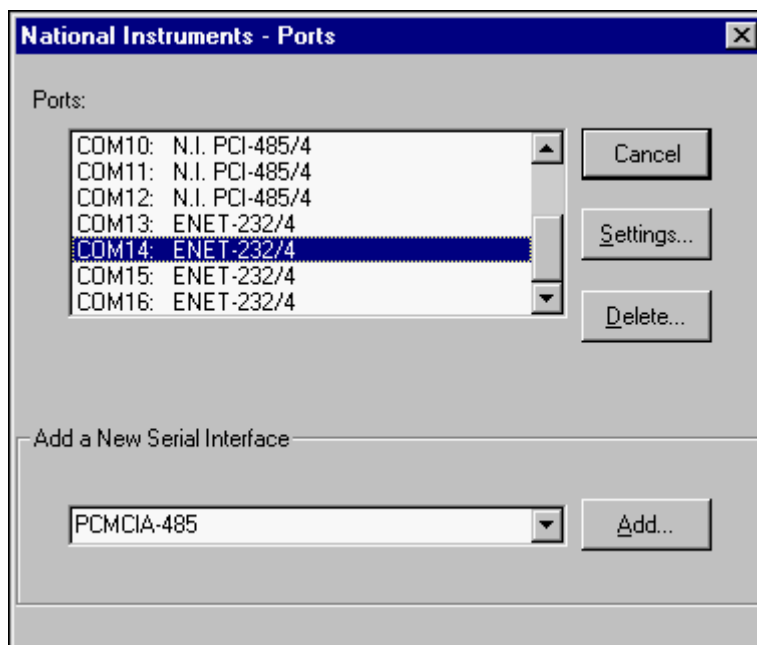 National Instruments - Ports
Ports:
COM10: N.I. PCI-485/4
COM11: N.I. PCI-485/4
COM12: N.I. PCI-485/4
COM13: ENET-232/4
COM14: ENET-232/4
COM15: ENET-232/4
COM16: ENET-232/4
Cancel
Settings...
Delete...
Add a New Serial Interface
PCMCIA-485
Add...